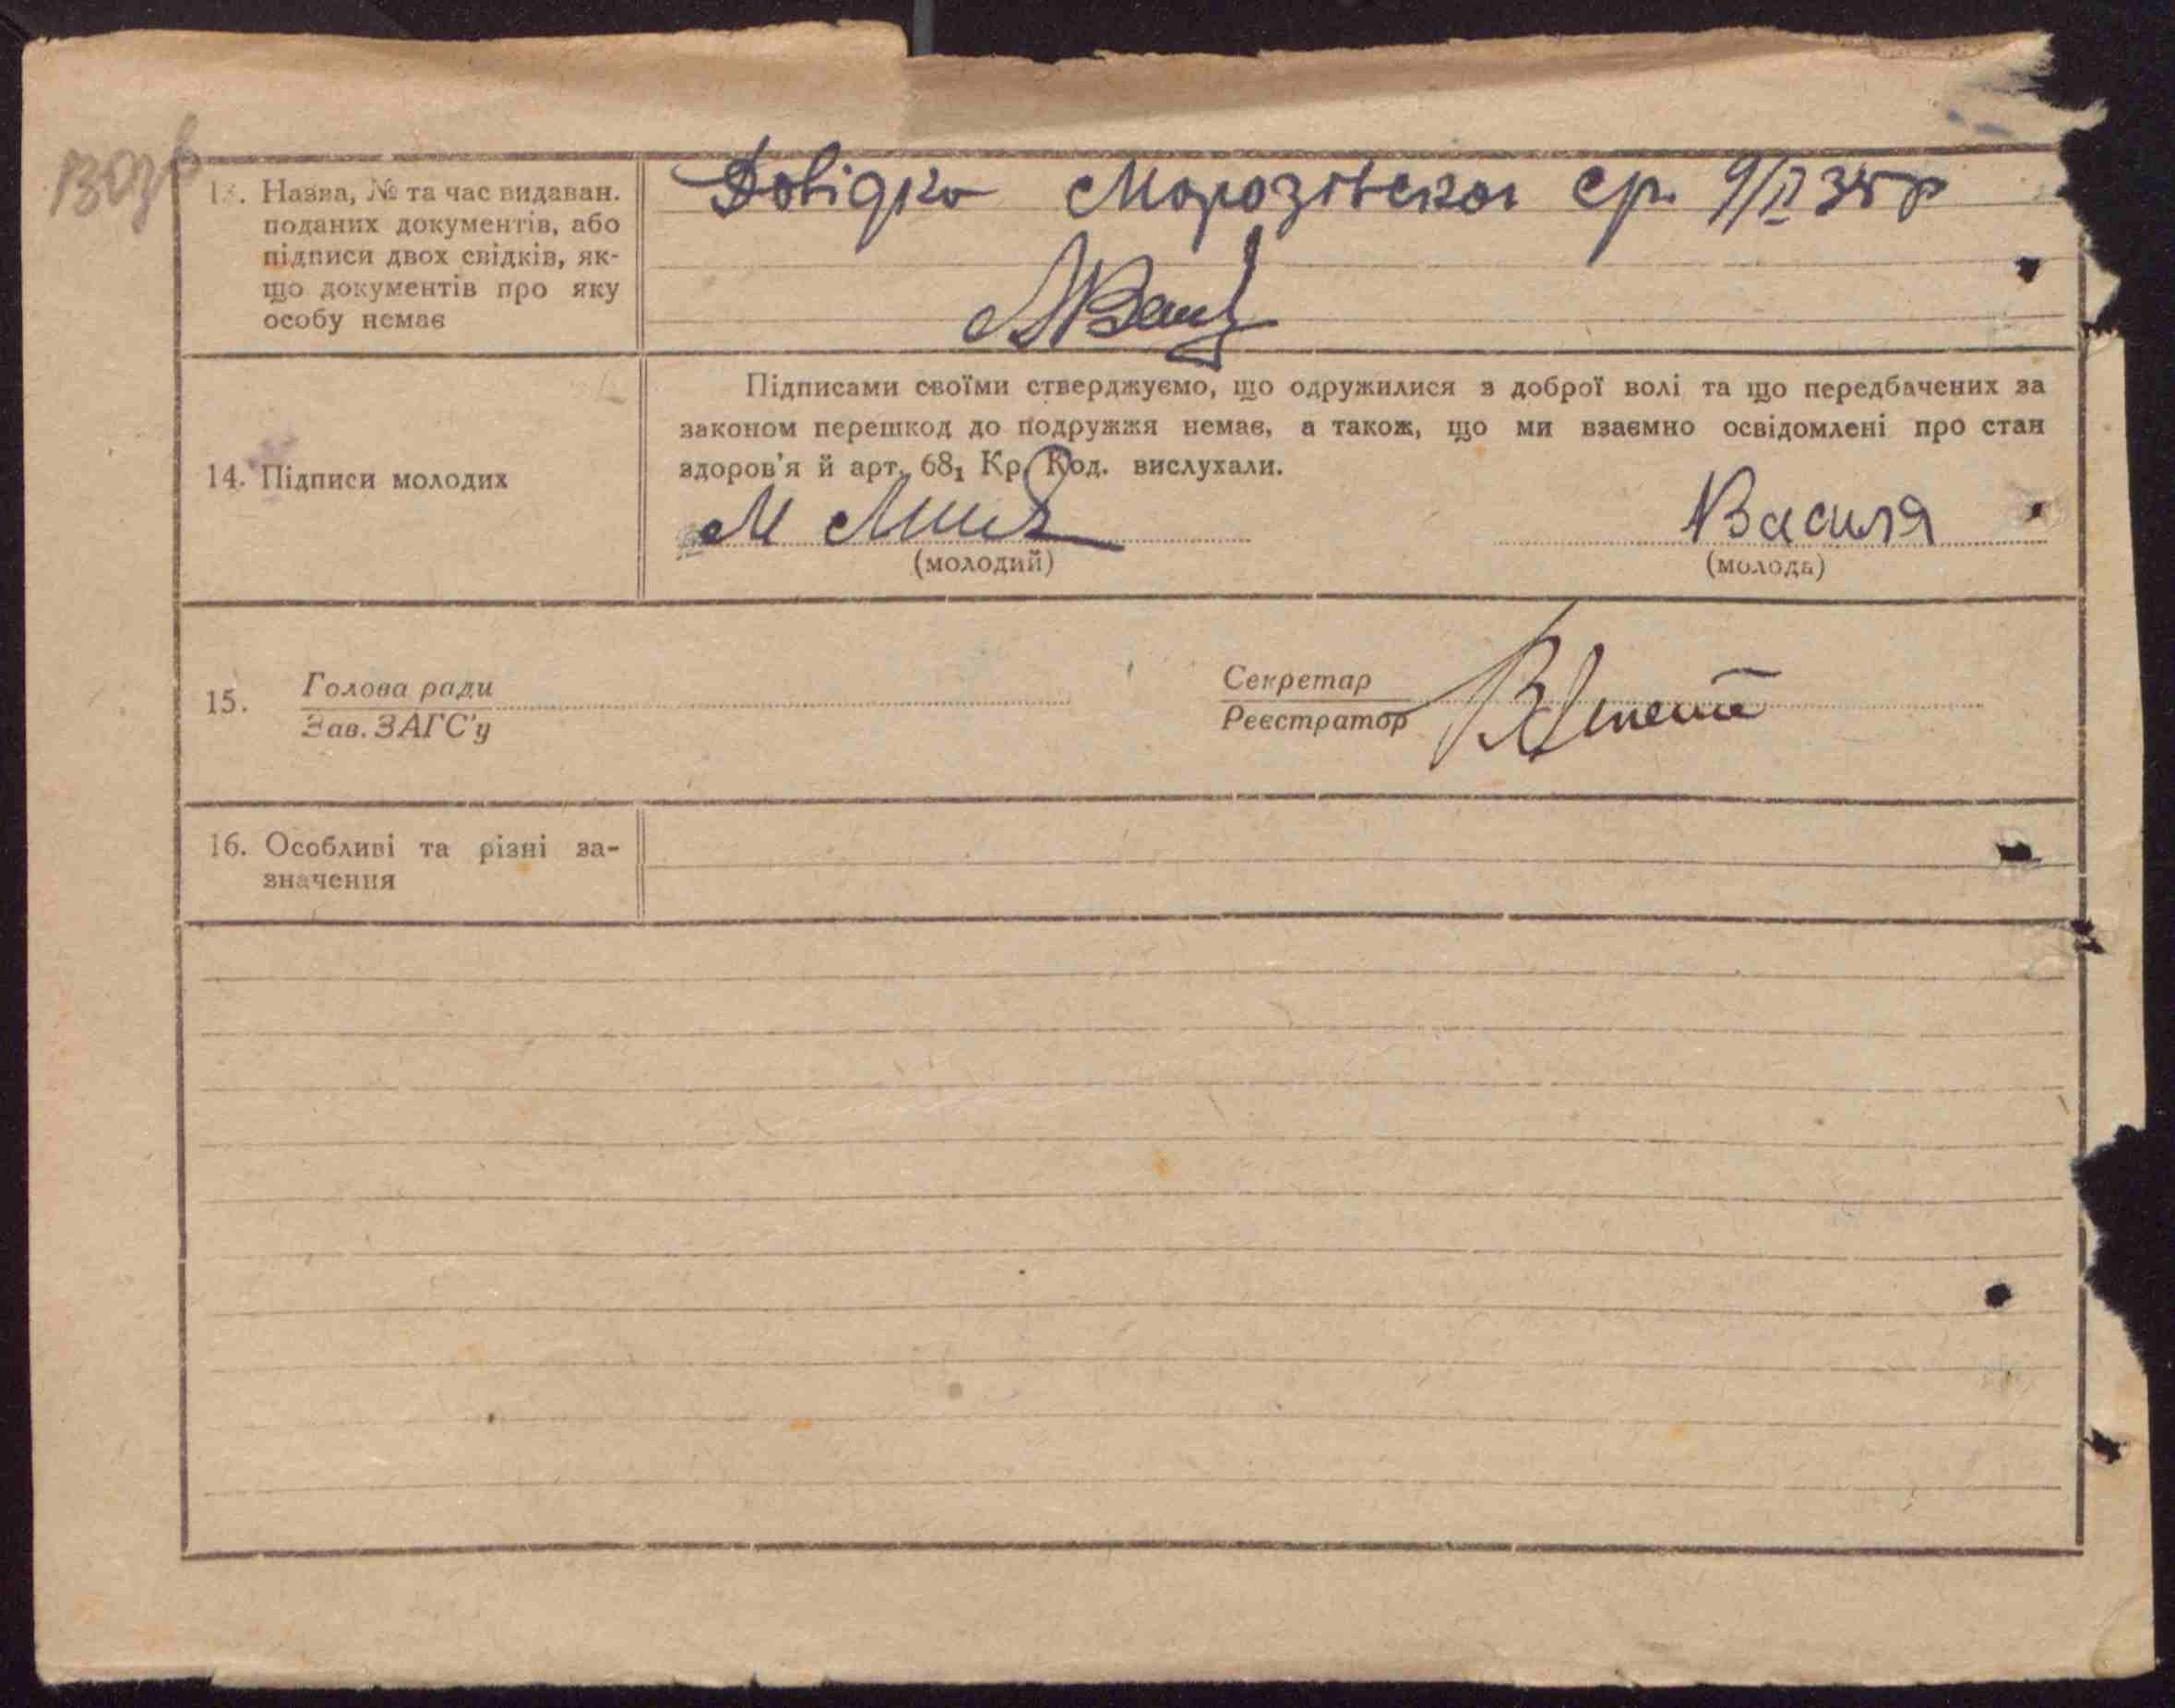 130зв
13. Назва, № та час видаван.
поданих документів, або
підписи двох свідків, як-
що документів про яку
особу немає
Довідка Морозівської ср. 9/II 35 р
14. Підписи молодих
Підписами своїми стверджуємо, що одружилися з доброї волі та що передбачених за
законом перешкод до подружжя немає, а також, що ми взаємно освідомлені про стан
здоров'я й арт. 68₁ Кр. Код. вислухали.
(молодий)
Василя
(молода)
15.
Голова ради
Зав. ЗАГС'у
Секретар
Реєстратор
16. Особливі та різні за-
значення